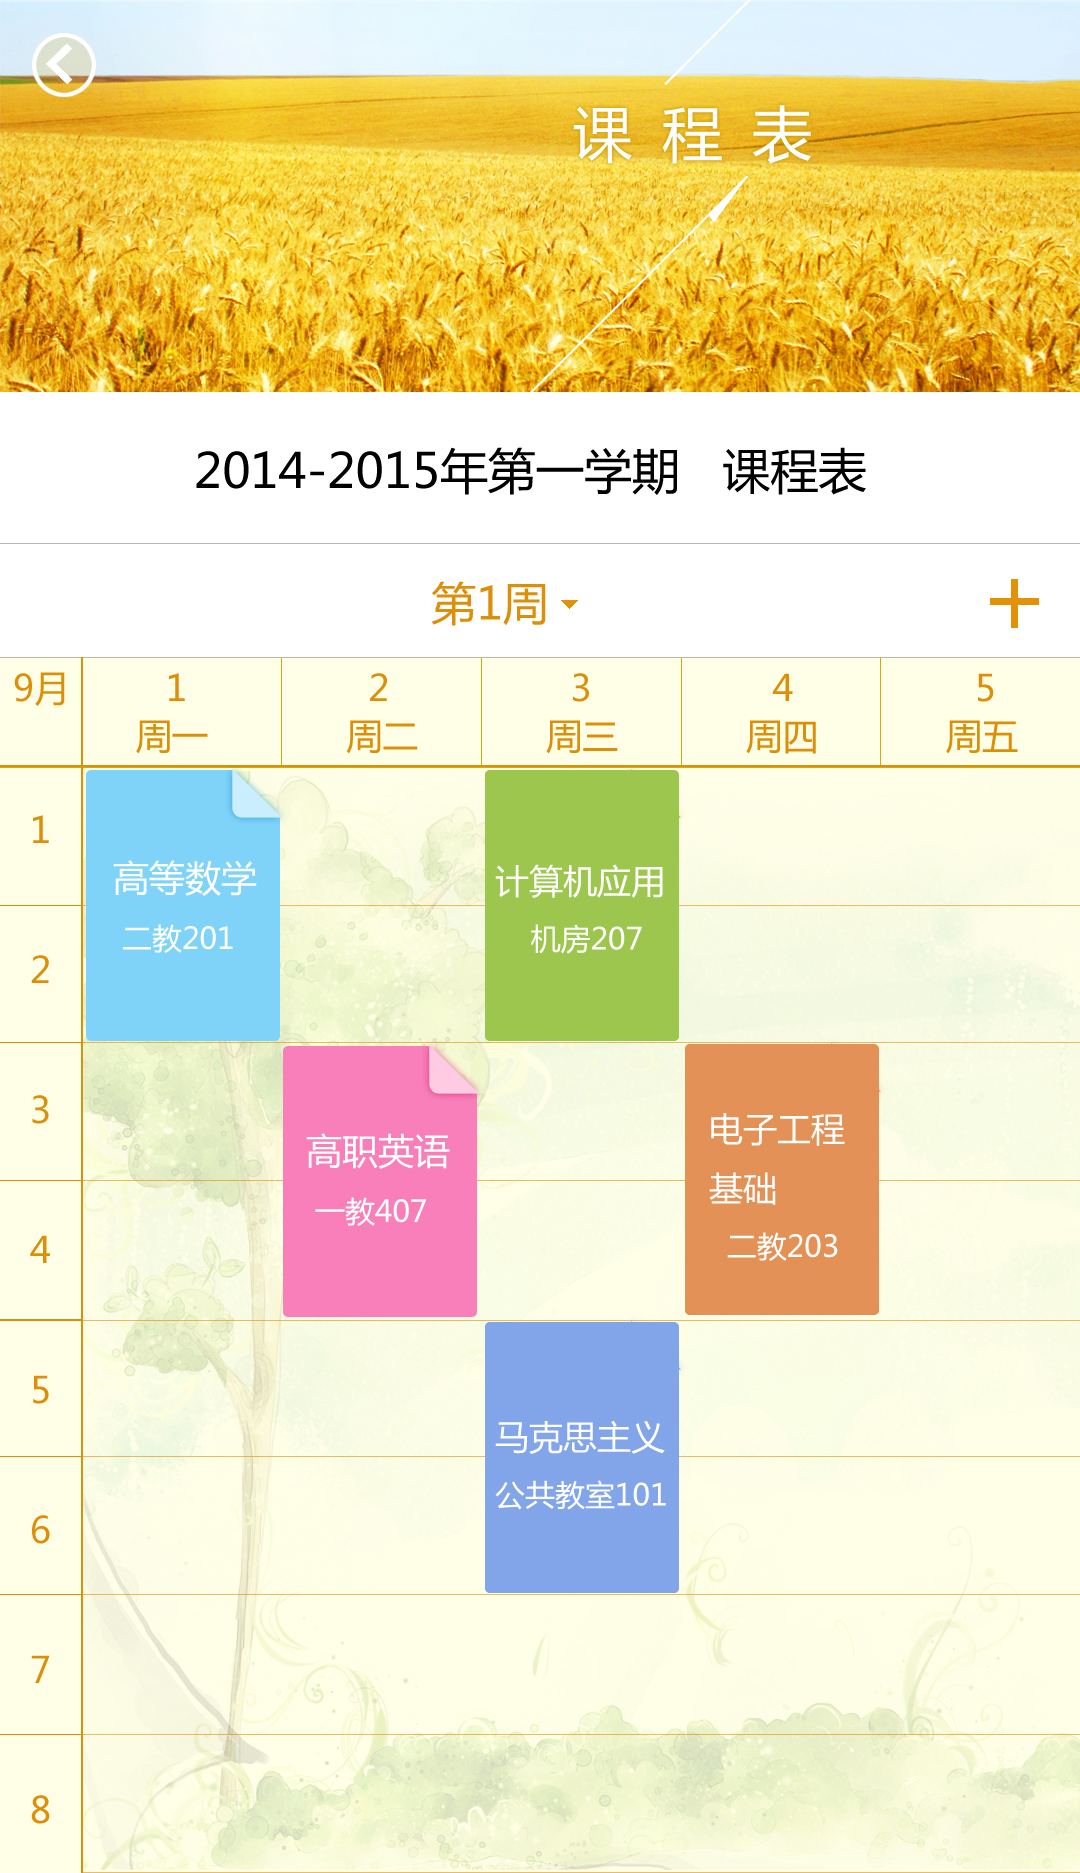 课 程 表
2014-2015年第一学期 课程表
第1周
9月 1 2 3 4 5
周一 周二 周三 周四 周五
1
高等数学
二教201
计算机应用
机房207
2
3
高职英语
一教407
电子工程
基础
二教203
4
5
马克思主义
公共教室101
6
7
8